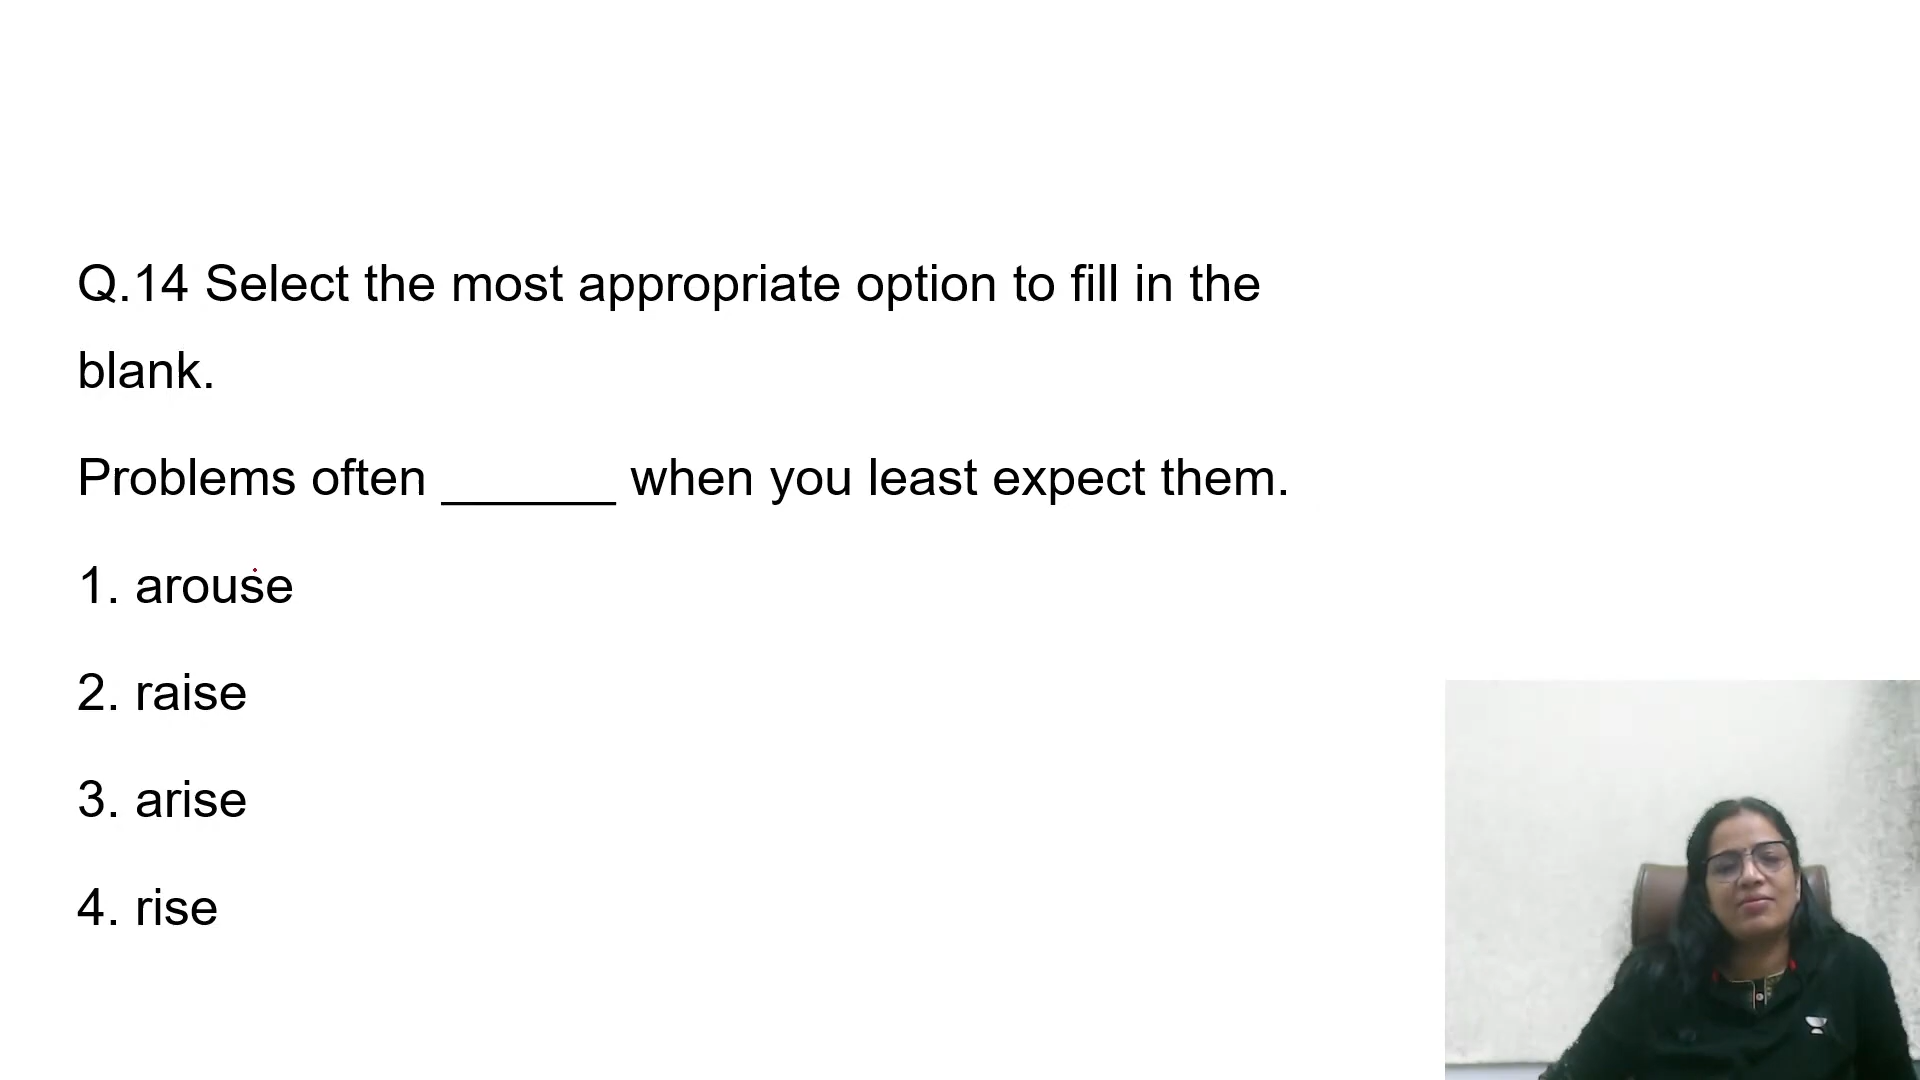 Q.14 Select the most appropriate option to fill in the
blank.
Problems often ______ when you least expect them.
1. arouse
2. raise
3. arise
4. rise